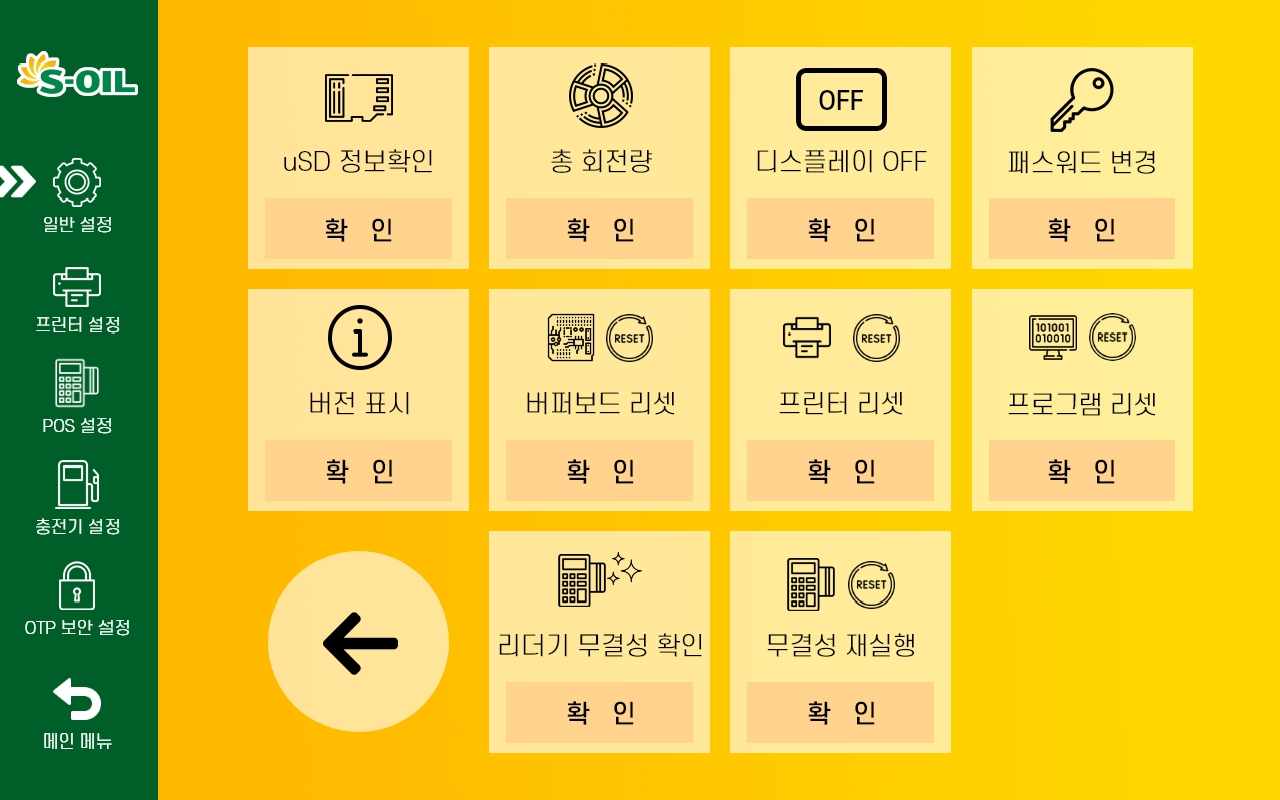 S-OIL
일반 설정
프린터 설정
POS 설정
충전기 설정
OTP 보안 설정
메인 메뉴
uSD 정보확인
확 인
총 회전량
확 인
OFF
디스플레이 OFF
확 인
패스워드 변경
확 인
버전 표시
확 인
RESET
버퍼보드 리셋
확 인
RESET
프린터 리셋
확 인
101001
010010
RESET
프로그램 리셋
확 인
리더기 무결성 확인
확 인
RESET
무결성 재실행
확 인